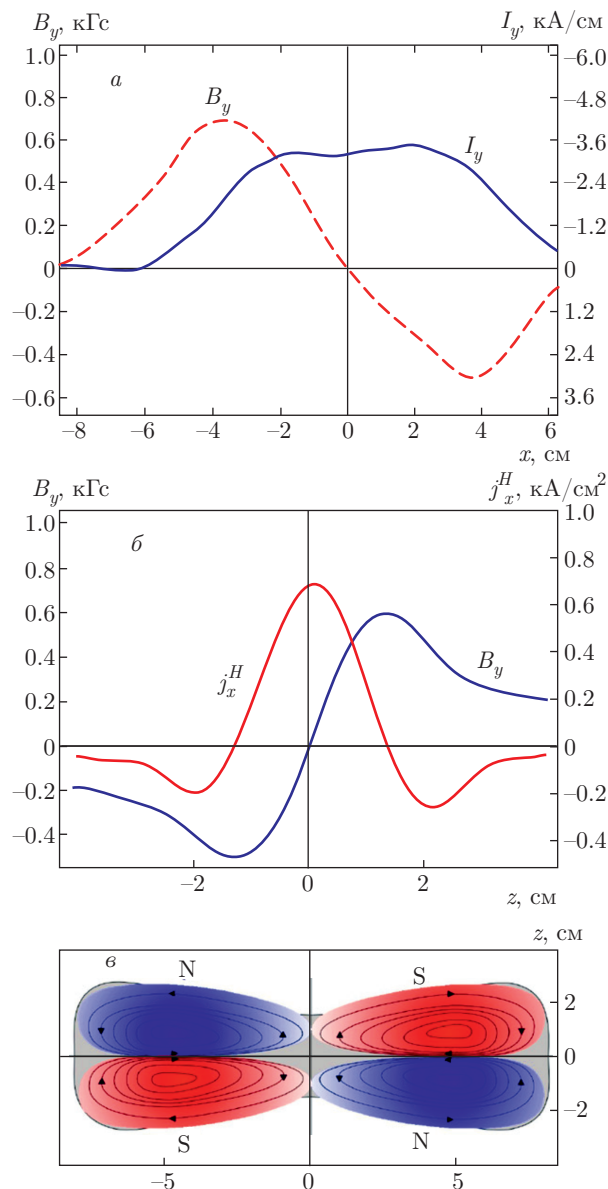 B_y, кГс I_y, кА/см
1.0 –6.0
а
0.8 B_y –4.8
0.6 I_y –3.6
0.4 –2.4
0.2 –1.2
0 0
–0.2 1.2
–0.4 2.4
–0.6 3.6
–8 –6 –4 –2 0 2 4 6
x, см
B_y, кГс j_x^H, кА/см^2
1.0 1.0
б
0.8 0.8
0.6 0.6
0.4 j_x^H B_y 0.4
0.2 0.2
0 0
–0.2 –0.2
–0.4 –0.4
–2 0 2
z, см
z, см
в N S
2
0
–2
S N
–5 0 5